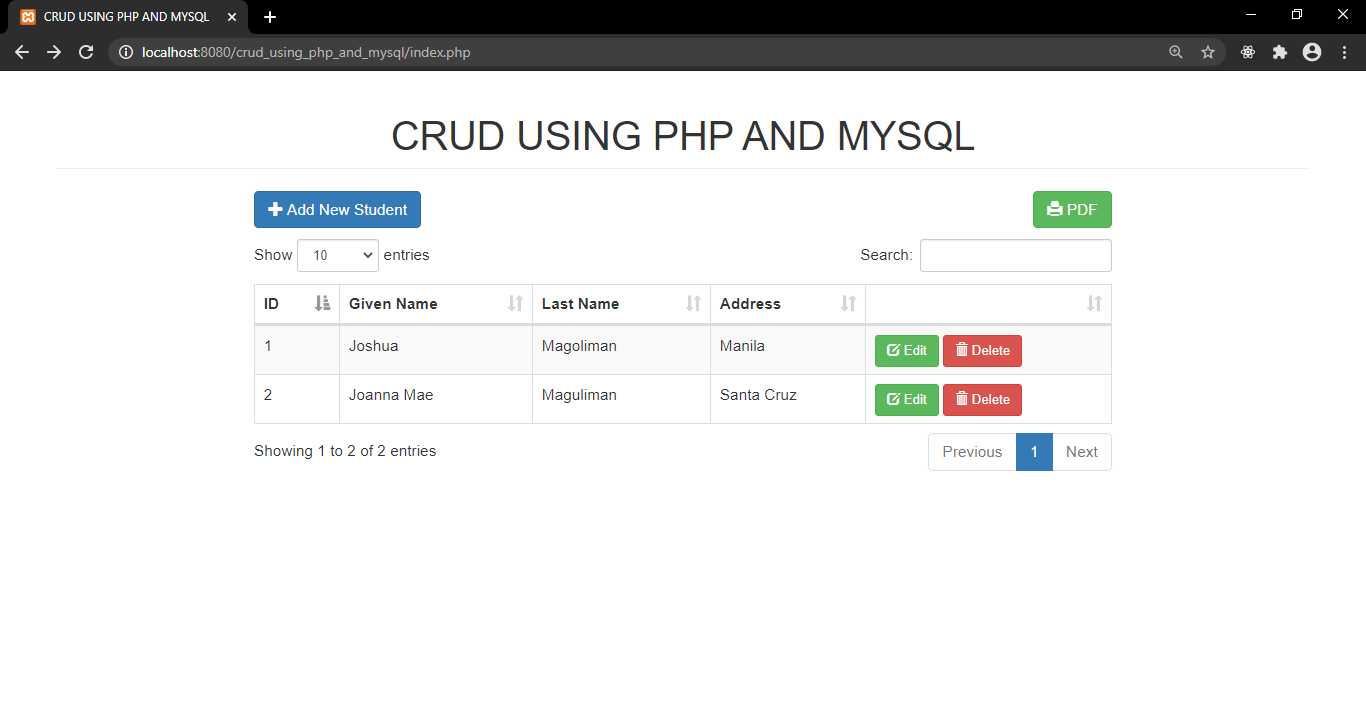 CRUD USING PHP AND MYSQL
localhost:8080/crud_using_php_and_mysql/index.php
CRUD USING PHP AND MYSQL
Add New Student PDF
Show 10 entries Search:
ID Given Name Last Name Address
1 Joshua Magoliman Manila Edit Delete
2 Joanna Mae Maguliman Santa Cruz Edit Delete
Showing 1 to 2 of 2 entries Previous 1 Next